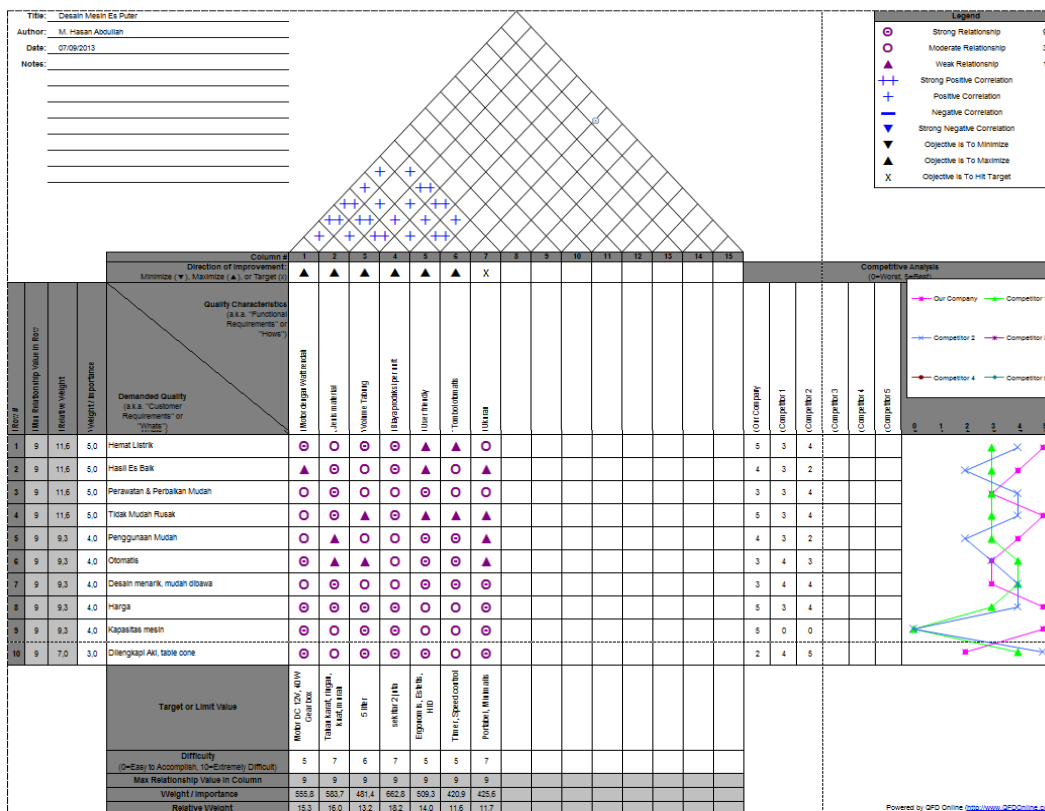 Title: Desain Mesin Es Puter
Author: M. Hasan Abdullah
Date: 07/09/2013
Notes:
Legend
Strong Relationship 9
Moderate Relationship 3
Weak Relationship 1
Strong Positive Correlation
Positive Correlation
Negative Correlation
Strong Negative Correlation
Objective Is To Minimize
Objective Is To Maximize
X Objective Is To Hit Target
Column # 1 2 3 4 5 6 7 8 9 10 11 12 13 14 15
Direction of Improvement:
Minimize (▼), Maximize (▲), or Target (x)
▲ ▲ ▲ ▲ ▲ ▲ X
Competitive Analysis
(0=Worst, 5=Best)
Row #
Max Relationship Value in Row
Relative Weight
Weight / Importance
Quality Characteristics
(a.k.a. "Functional
Requirements" or
"Hows")
Demanded Quality
(a.k.a. "Customer
Requirements" or
"Whats")
Motor dengan Watt rendah
Jenis material
Volume Tabung
Biaya produksi per unit
User friendly
Tombol otomatis
Ukuran
Our Company
Competitor 1
Competitor 2
Competitor 3
Competitor 4
Competitor 5
Our Company
Competitor
Competitor 2
Competitor
Competitor 4
Competitor
0 1 2 3 4 5
1 9 11,6 5,0 Hemat Listrik 5 3 4
2 9 11,6 5,0 Hasil Es Baik 4 3 2
3 9 11,6 5,0 Perawatan & Perbaikan Mudah 3 3 4
4 9 11,6 5,0 Tidak Mudah Rusak 5 3 4
5 9 9,3 4,0 Penggunaan Mudah 4 3 2
6 9 9,3 4,0 Otomatis 3 4 3
7 9 9,3 4,0 Desain menarik, mudah dibawa 3 4 4
8 9 9,3 4,0 Harga 5 3 4
9 9 9,3 4,0 Kapasitas mesin 5 0 0
10 9 7,0 3,0 Dilengkapi Aki, table cone 2 4 5
Target or Limit Value
Motor DC 12V, 40W
Gear box
Tahan karat, ringan,
kuat, murah
5 liter
sekitar 2 juta
Ergonomis, Estetis,
HID
Timer, Speed control
Portabel, Minimalis
Difficulty
(0=Easy to Accomplish, 10=Extremely Difficult)
5 7 6 7 5 5 7
Max Relationship Value in Column 9 9 9 9 9 9 9
Weight / Importance 555,8 583,7 481,4 662,8 509,3 420,9 425,6
Relative Weight 15,3 16,0 13,2 18,2 14,0 11,6 11,7
Powered by QFD Online (http://www.QFDOnline.c